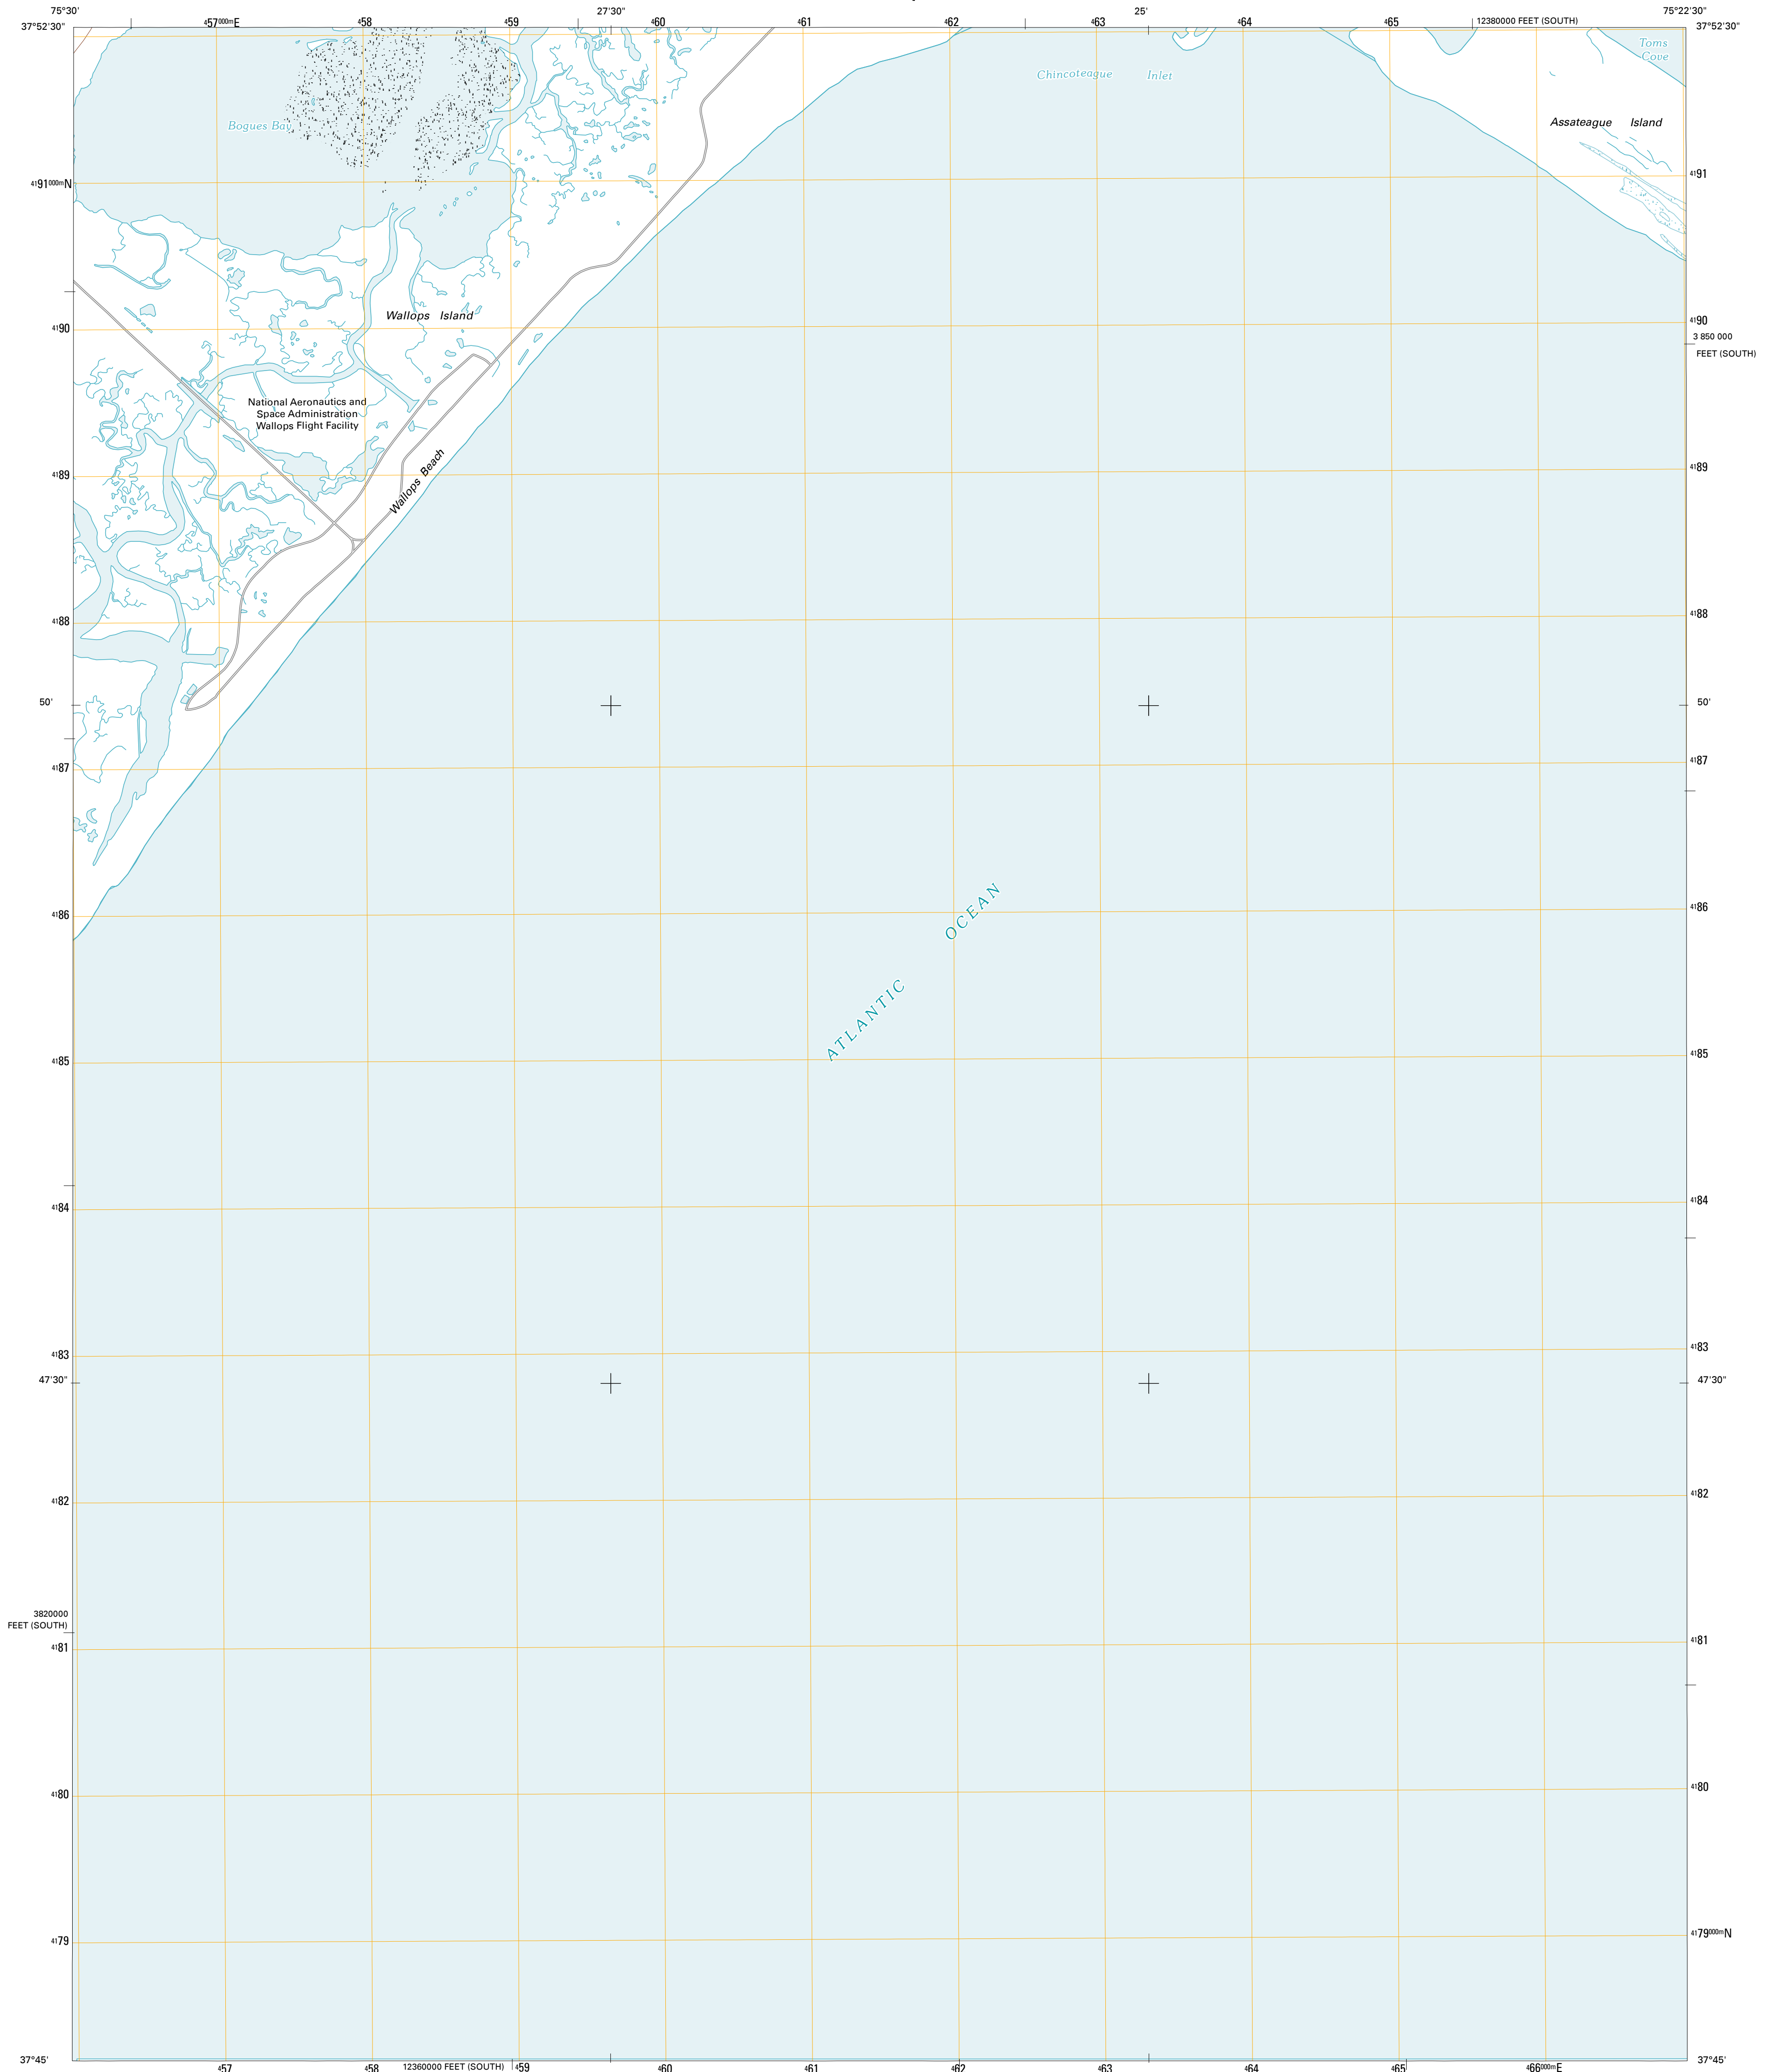 75°30' 457000mE 458 459 27'30" 460 461 462 463 25' 464 465 12380000 FEET (SOUTH) 75°22'30"
37°52'30" 37°52'30"
Toms
Cove
Chincoteague Inlet
Bogues Bay
Assateague Island
4191000mN 4191
Wallops Island
4190 4190
3 850 000
FEET (SOUTH)
National Aeronautics and
Space Administration
Wallops Flight Facility
Wallops Beach
4189 4189
4188 4188
50' 50'
4187 4187
4186 4186
ATLANTIC OCEAN
4185 4185
4184 4184
4183 4183
47'30" 47'30"
4182 4182
3820000
FEET (SOUTH)
4181 4181
4180 4180
4179 4179000mN
37°45' 37°45'
457 458 12360000 FEET (SOUTH) 459 460 461 462 463 464 465 466000mE